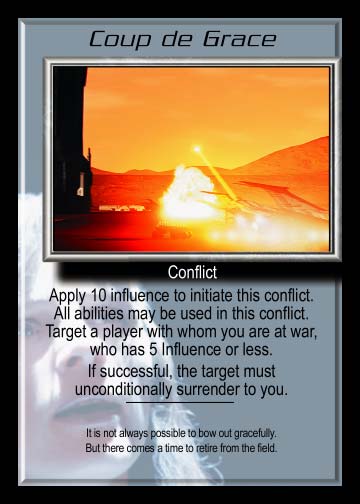 Coup de Grace
Conflict
Apply 10 influence to initiate this conflict.
All abilities may be used in this conflict.
Target a player with whom you are at war,
who has 5 Influence or less.
If successful, the target must
unconditionally surrender to you.
It is not always possible to bow out gracefully.
But there comes a time to retire from the field.